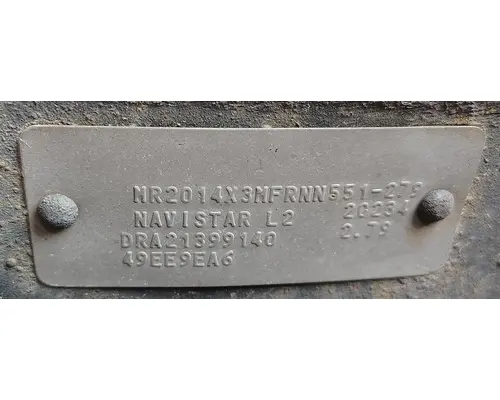 MR2014X3MFRNN551-279
NAVISTAR L2 20234
DRA21399140 2.79
49EE9EA6